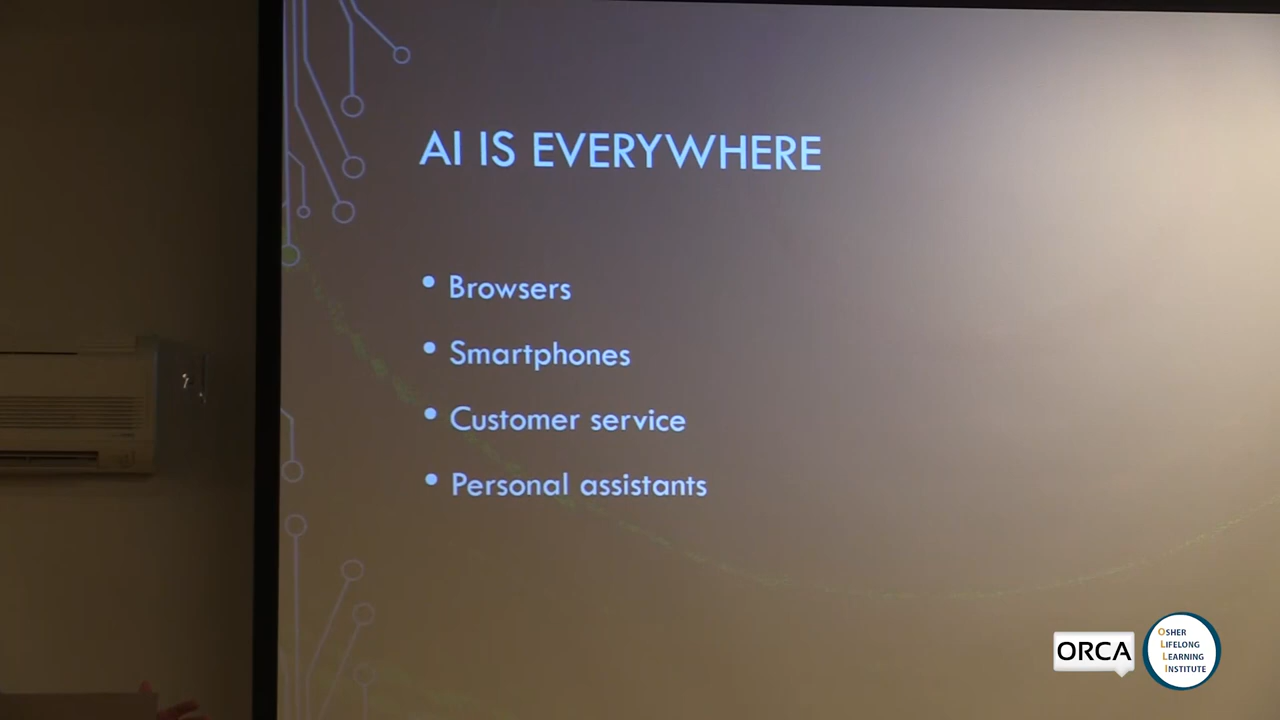 AI IS EVERYWHERE
• Browsers
• Smartphones
• Customer service
• Personal assistants
ORCA
OSHER
LIFELONG
LEARNING
INSTITUTE